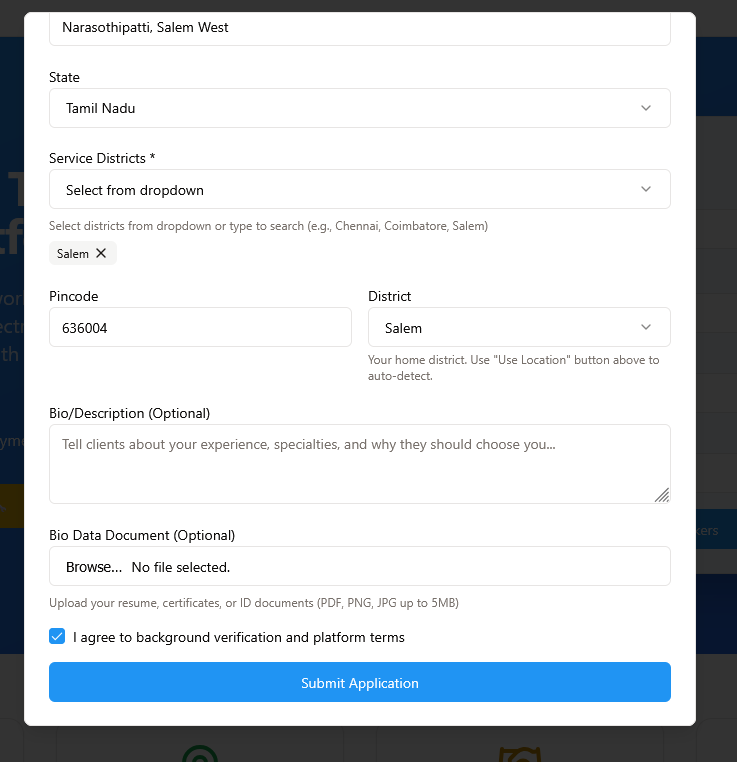 Narasothipatti, Salem West
State
Tamil Nadu
Service Districts *
Select from dropdown
Select districts from dropdown or type to search (e.g., Chennai, Coimbatore, Salem)
Salem
Pincode
District
636004
Salem
Your home district. Use "Use Location" button above to
auto-detect.
Bio/Description (Optional)
Tell clients about your experience, specialties, and why they should choose you...
Bio Data Document (Optional)
Browse... No file selected.
Upload your resume, certificates, or ID documents (PDF, PNG, JPG up to 5MB)
I agree to background verification and platform terms
Submit Application